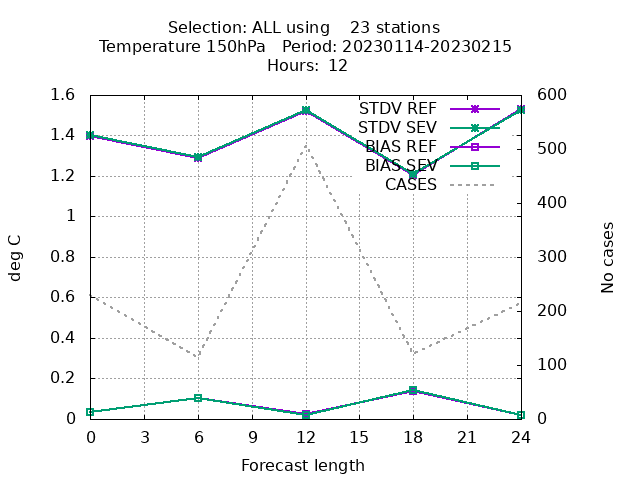 Selection: ALL using    23 stations
Temperature 150hPa   Period: 20230114-20230215
Hours: 12
1.6
1.4
1.2
1
0.8
0.6
0.4
0.2
0
600
500
400
300
200
100
0
deg C
No cases
STDV REF
STDV SEV
BIAS REF
BIAS SEV
CASES
0 3 6 9 12 15 18 21 24
Forecast length